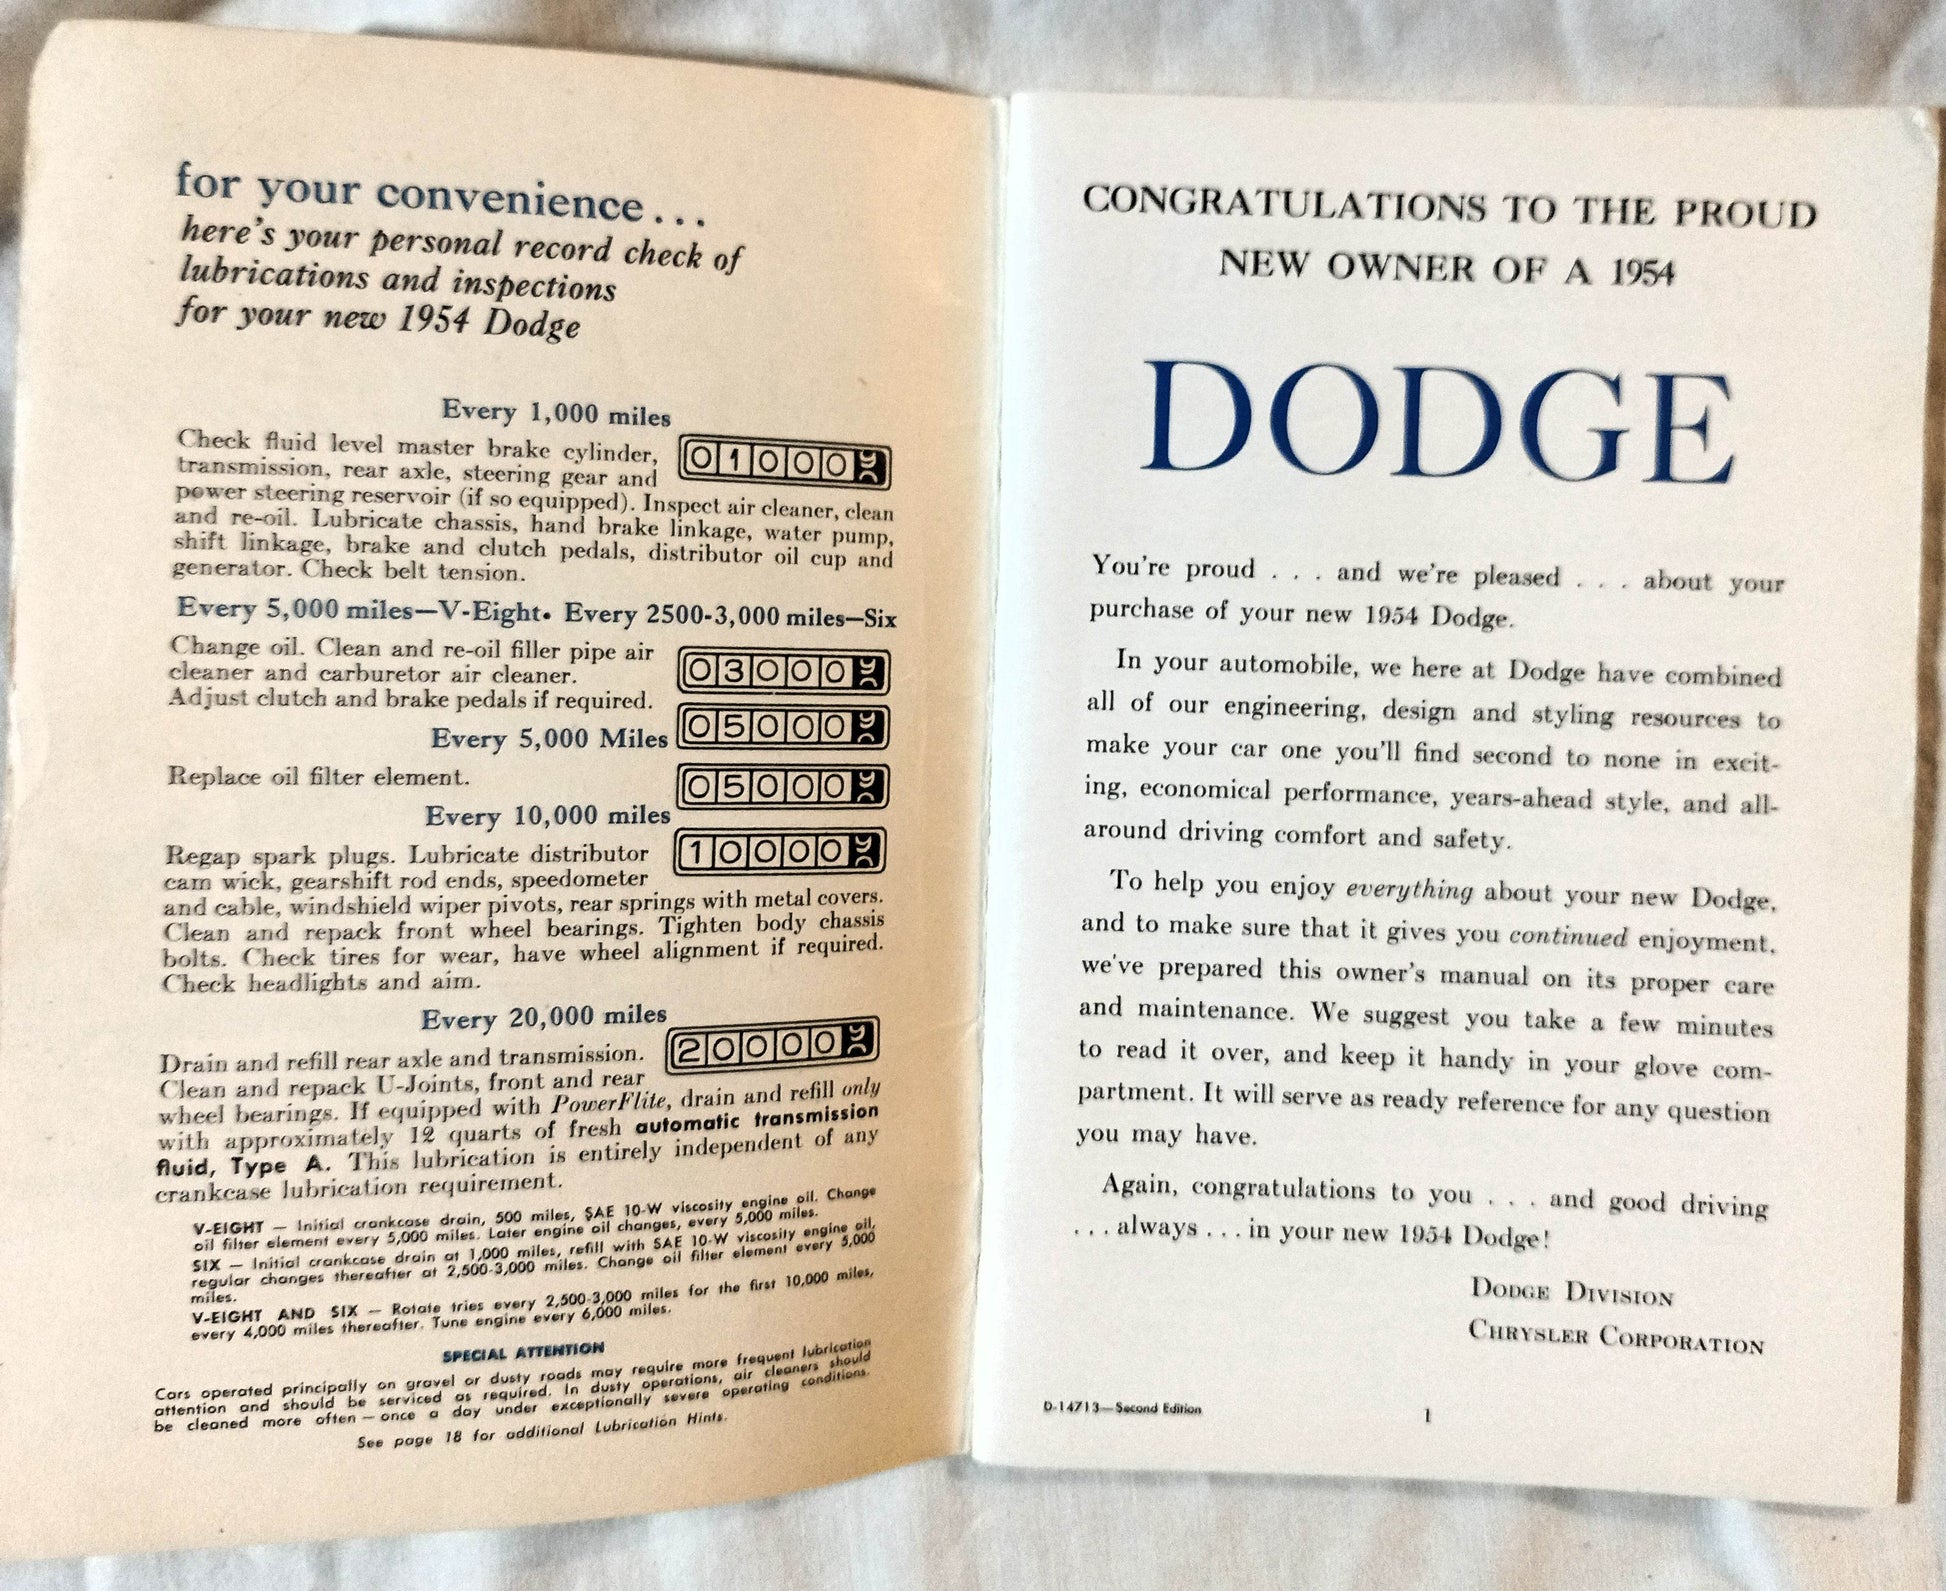 for your convenience...
here's your personal record check of
lubrications and inspections
for your new 1954 Dodge
Every 1,000 miles
01000
Check fluid level master brake cylinder,
transmission, rear axle, steering gear and
power steering reservoir (if so equipped). Inspect air cleaner, clean
and re-oil. Lubricate chassis, hand brake linkage, water pump,
shift linkage, brake and clutch pedals, distributor oil cup and
generator. Check belt tension.
Every 5,000 miles—V-Eight. Every 2500-3,000 miles—Six
Change oil. Clean and re-oil filler pipe air
cleaner and carburetor air cleaner.
Adjust clutch and brake pedals if required.
03000
05000
Every 5,000 Miles
Replace oil filter element.
05000
Every 10,000 miles
10000
Regap spark plugs. Lubricate distributor
cam wick, gearshift rod ends, speedometer
and cable, windshield wiper pivots, rear springs with metal covers.
Clean and repack front wheel bearings. Tighten body chassis
bolts. Check tires for wear, have wheel alignment if required.
Check headlights and aim.
Every 20,000 miles
20000
Drain and refill rear axle and transmission.
Clean and repack U-Joints, front and rear
wheel bearings. If equipped with PowerFlite, drain and refill only
with approximately 12 quarts of fresh automatic transmission
fluid, Type A. This lubrication is entirely independent of any
crankcase lubrication requirement.
V-EIGHT — Initial crankcase drain, 500 miles, SAE 10-W viscosity engine oil. Change
oil filter element every 5,000 miles. Later engine oil changes, every 5,000 miles.
SIX — Initial crankcase drain at 1,000 miles, refill with SAE 10-W viscosity engine oil,
regular changes thereafter at 2,500-3,000 miles. Change oil filter element every 5,000
miles.
V-EIGHT AND SIX — Rotate tries every 2,500-3,000 miles for the first 10,000 miles,
every 4,000 miles thereafter. Tune engine every 6,000 miles.
SPECIAL ATTENTION
Cars operated principally on gravel or dusty roads may require more frequent lubrication
attention and should be serviced as required. In dusty operations, air cleaners should
be cleaned more often — once a day under exceptionally severe operating conditions.
See page 18 for additional Lubrication Hints.
CONGRATULATIONS TO THE PROUD
NEW OWNER OF A 1954
DODGE
You're proud . . . and we're pleased . . . about your
purchase of your new 1954 Dodge.
In your automobile, we here at Dodge have combined
all of our engineering, design and styling resources to
make your car one you'll find second to none in excit-
ing, economical performance, years-ahead style, and all-
around driving comfort and safety.
To help you enjoy everything about your new Dodge,
and to make sure that it gives you continued enjoyment,
we've prepared this owner's manual on its proper care
and maintenance. We suggest you take a few minutes
to read it over, and keep it handy in your glove com-
partment. It will serve as ready reference for any question
you may have.
Again, congratulations to you . . . and good driving
. . . always . . . in your new 1954 Dodge!
DODGE DIVISION
CHRYSLER CORPORATION
D-14713—Second Edition
1